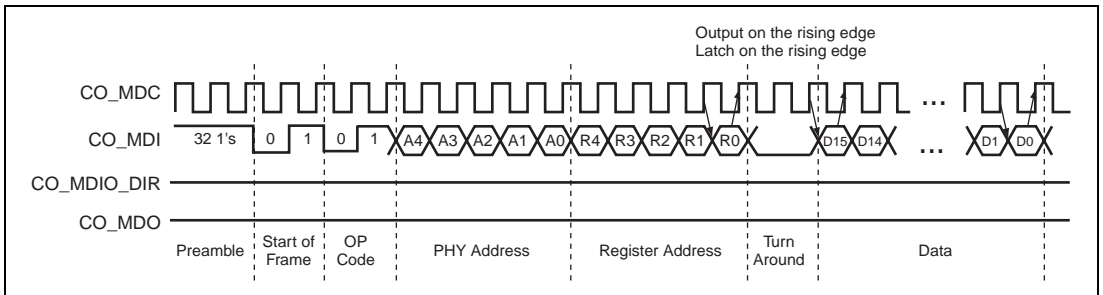 Output on the rising edge
Latch on the rising edge
CO_MDC
...
CO_MDI
32 1's
0
1
0
1
A4
A3
A2
A1
A0
R4
R3
R2
R1
R0
D15
D14
...
D1
D0
CO_MDIO_DIR
CO_MDO
Preamble
Start of
Frame
OP
Code
PHY Address
Register Address
Turn
Around
Data